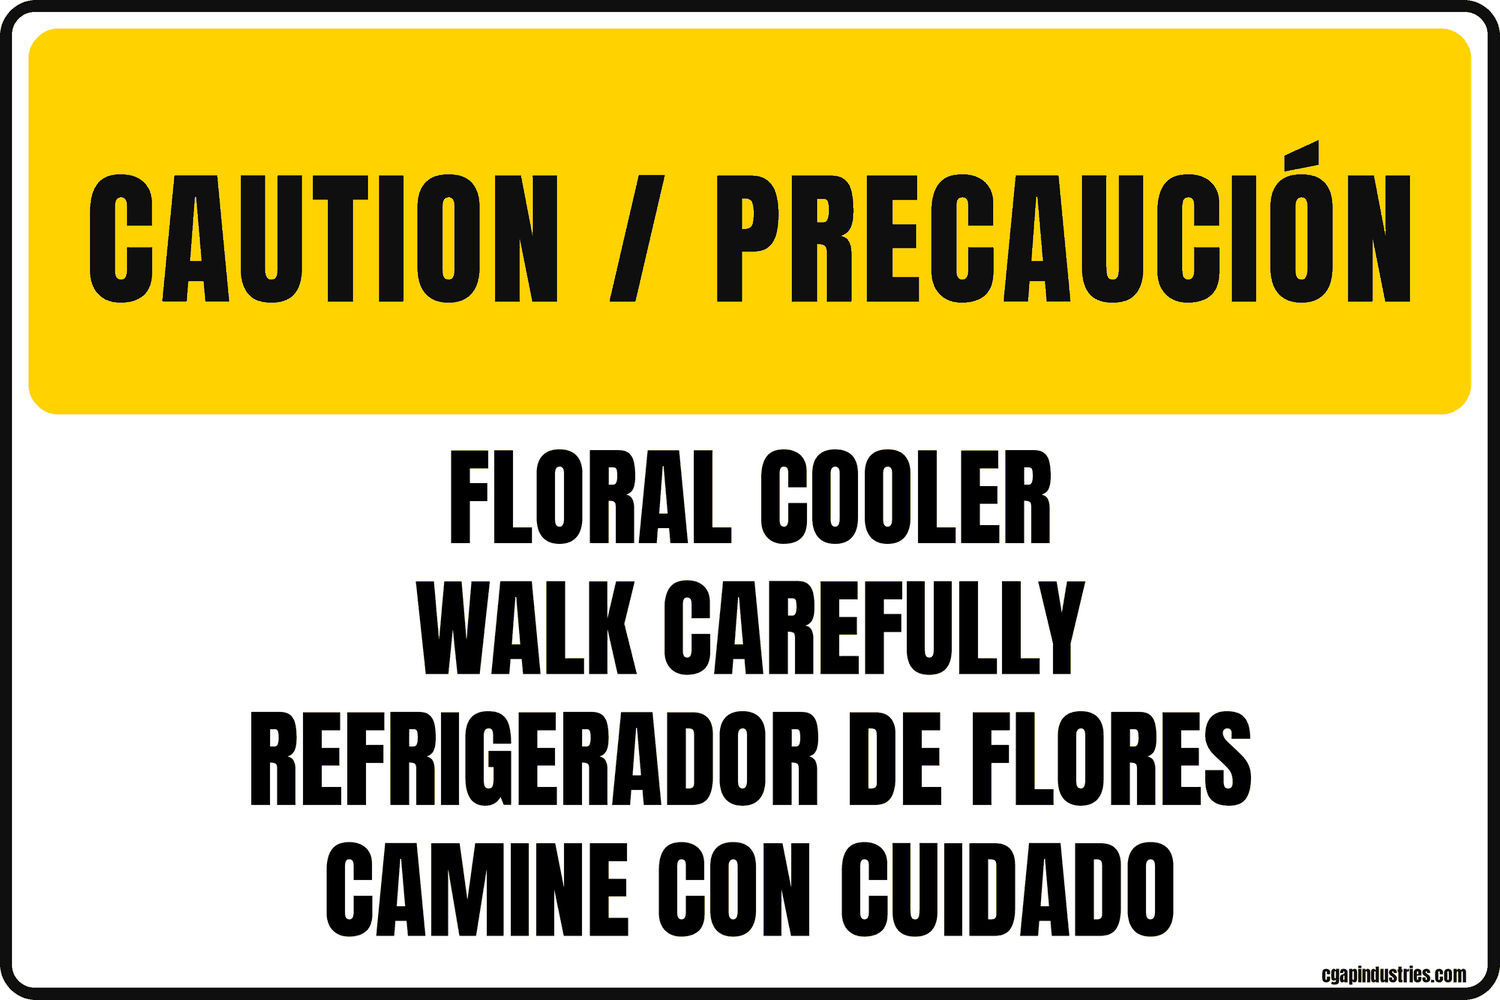 CAUTION / PRECAUCIÓN
FLORAL COOLER
WALK CAREFULLY
REFRIGERADOR DE FLORES
CAMINE CON CUIDADO
cgapindustries.com